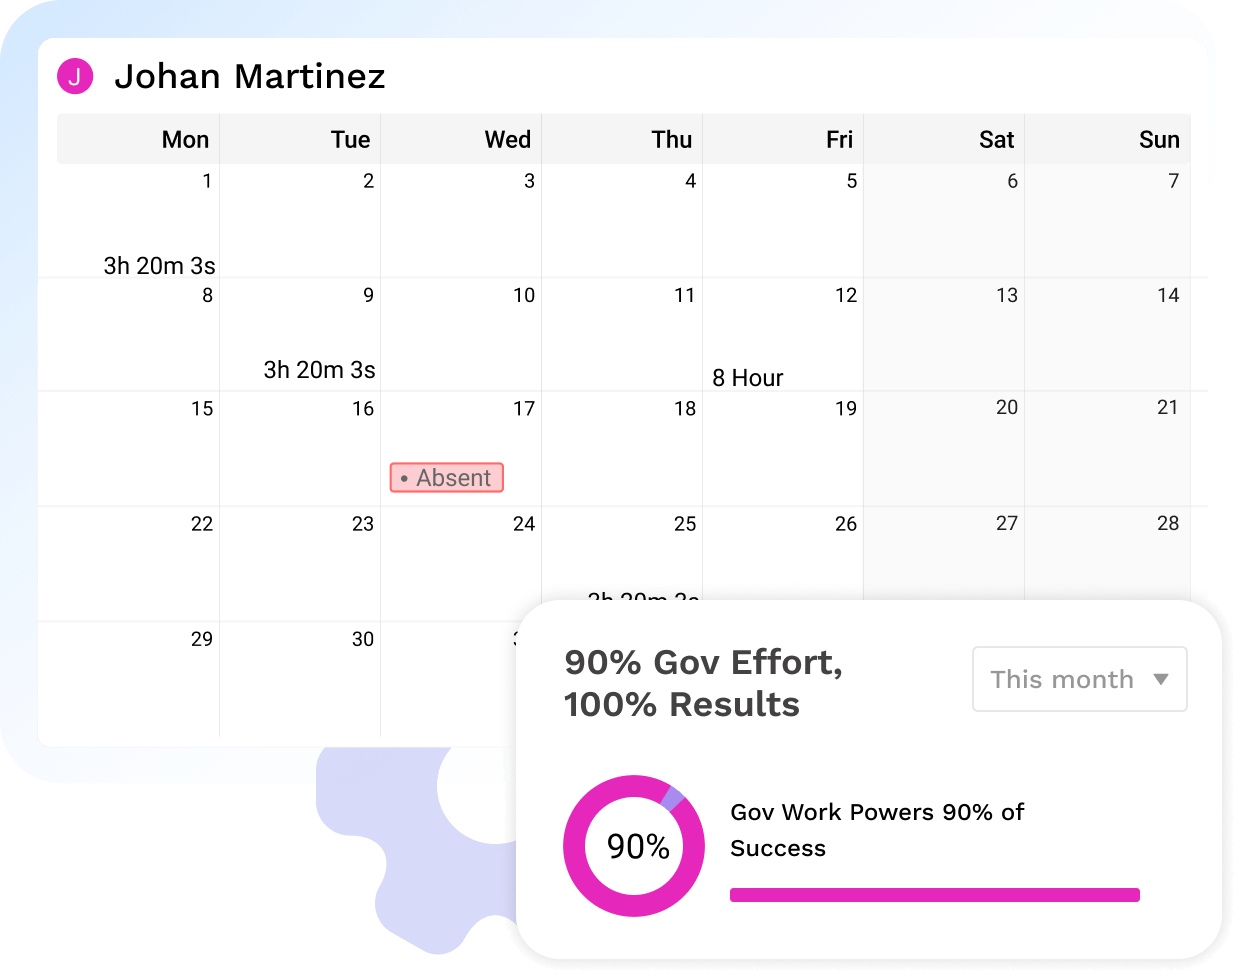 J Johan Martinez
Mon Tue Wed Thu Fri Sat Sun
1 2 3 4 5 6 7
3h 20m 3s
8 9 10 11 12 13 14
3h 20m 3s 8 Hour
15 16 17 18 19 20 21
• Absent
22 23 24 25 26 27 28
29 30
90% Gov Effort,
100% Results
This month
90%
Gov Work Powers 90% of
Success